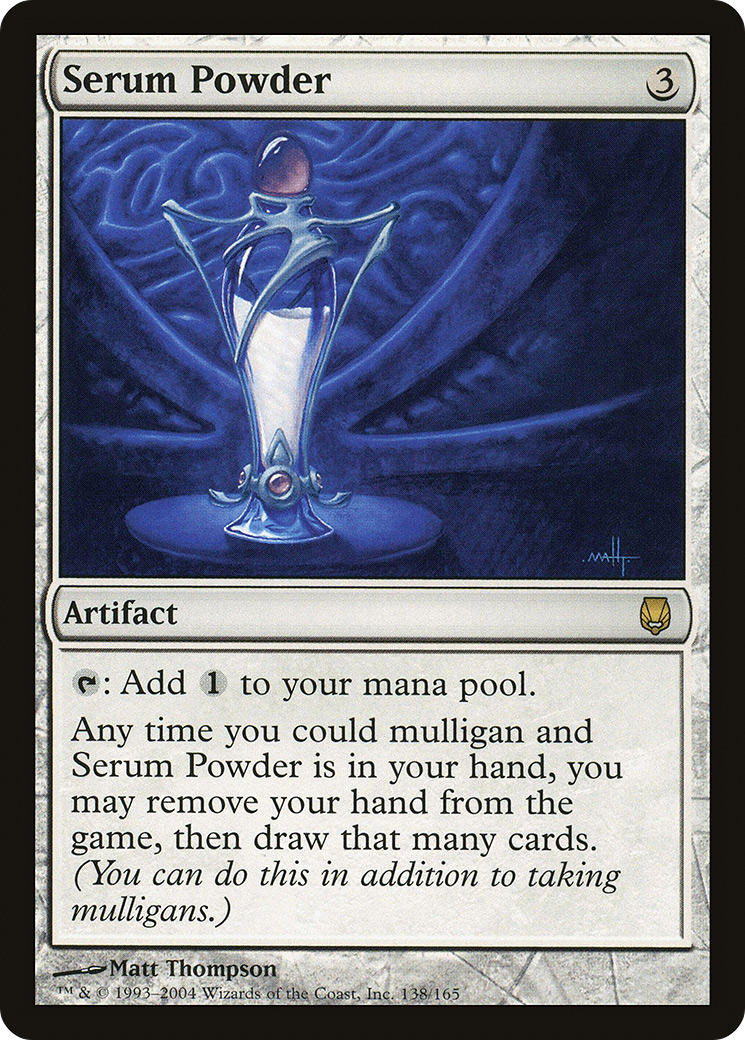 Serum Powder 3
.MATT.
Artifact
: Add 1 to your mana pool.
Any time you could mulligan and
Serum Powder is in your hand, you
may remove your hand from the
game, then draw that many cards.
(You can do this in addition to taking
mulligans.)
Matt Thompson
™ & © 1993–2004 Wizards of the Coast, Inc. 138/165